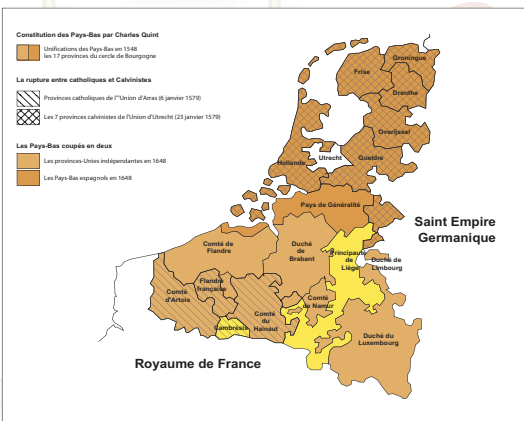 Constitution des Pays-Bas par Charles Quint
Unifications des Pays-Bas en 1548
les 17 provinces du cercle de Bourgogne
La rupture entre catholiques et Calvinistes
Provinces catholiques de l'"Union d'Arras (6 janvier 1579)
Les 7 provinces calvinistes de l'Union d'Utrecht (23 janvier 1579)
Les Pays-Bas coupés en deux
Les provinces-Unies indépendantes en 1648
Les Pays-Bas espagnols en 1648
Groningue
Frise
Drenthe
Overijssel
Utrecht
Hollande
Gueldre
Pays de Généralité
Saint Empire
Germanique
Comté de
Flandre
Duché
de
Brabant
Principauté
de
Liège
Duché de
Limbourg
Flandre
française
Comté
d'Artois
Comté
de Namur
Comté
du
Hainaut
Cambrésis
Duché du
Luxembourg
Royaume de France